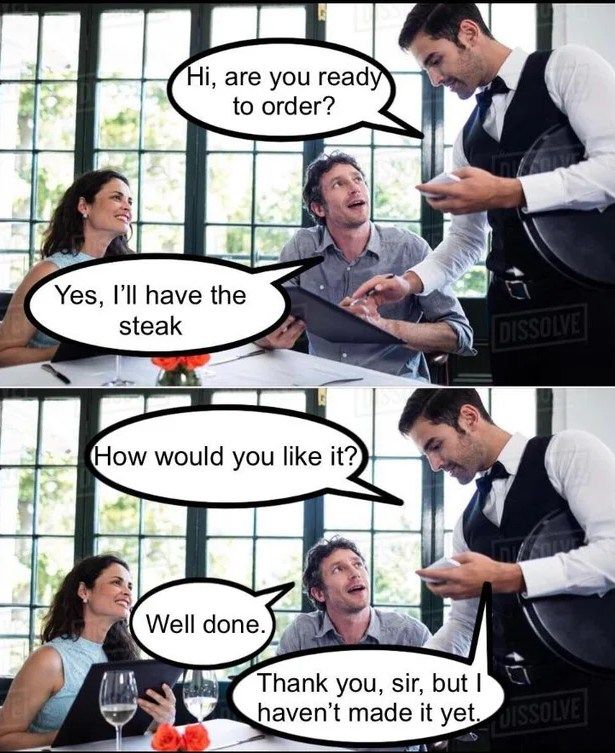 Hi, are you ready
to order?
Yes, I'll have the
steak
DISSOLVE
How would you like it?
Well done.
Thank you, sir, but I
haven't made it yet.
DISSOLVE